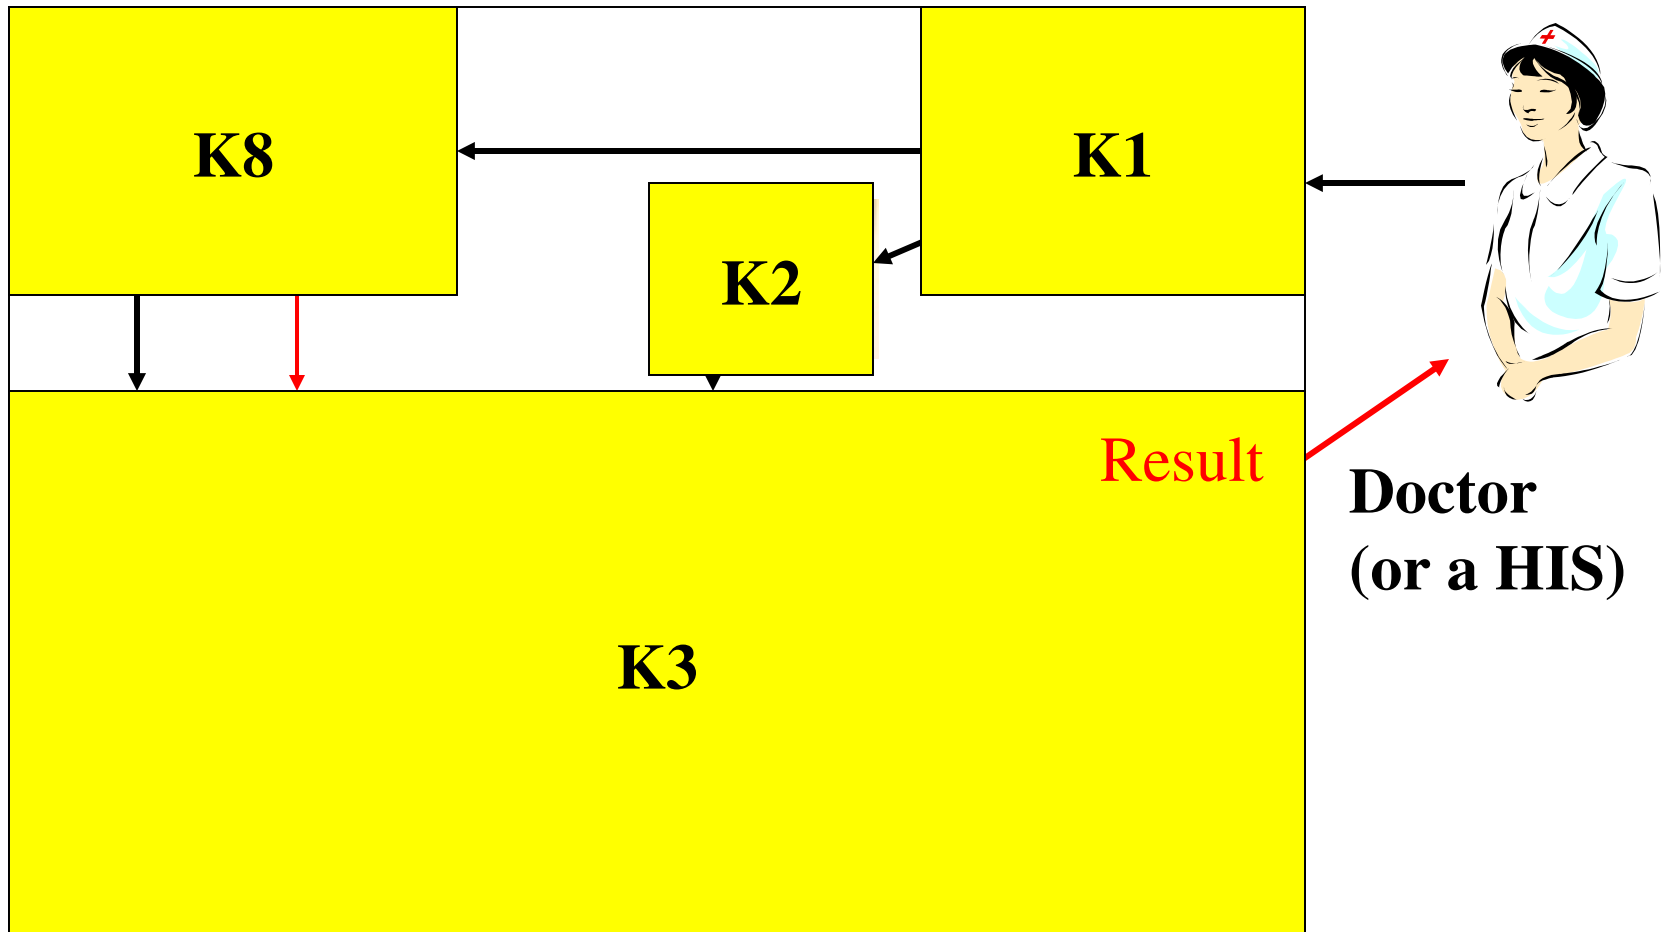 K8
K1
K2
Result
Doctor
(or a HIS)
K3